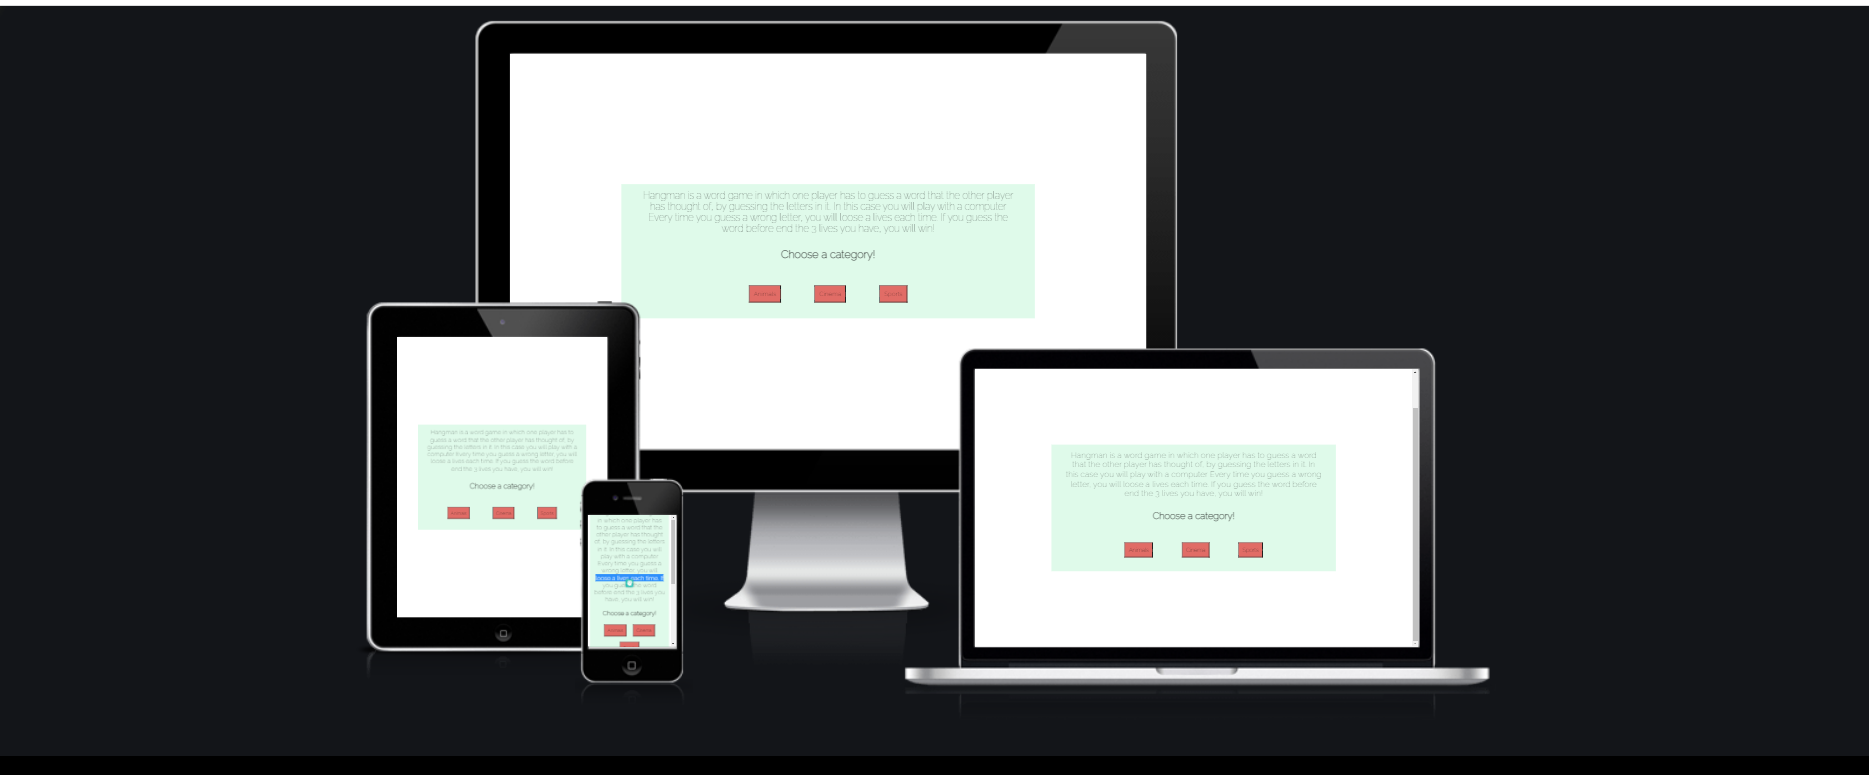 Hangman is a word game in which one player has to guess a word that the other player
has thought of, by guessing the letters in it. In this case you will play with a computer
Every time you guess a wrong letter, you will loose a lives each time. If you guess the
word before end the 3 lives you have, you will win!
Choose a category!
Animals Cinema Sports
Hangman is a word game in which one player has to
guess a word that the other player has thought of, by
guessing the letters in it. In this case you will play with a
computer Every time you guess a wrong letter, you will
loose a lives each time. If you guess the word before
end the 3 lives you have, you will win!
Choose a category!
Animals Cinema Sports
in which one player has
to guess a word that the
other player has thought
of, by guessing the letters
in it. In this case you will
play with a computer
Every time you guess a
wrong letter, you will
loose a lives each time. If
you guess the word
before end the 3 lives you
have, you will win!
Choose a category!
Animals Cinema
Hangman is a word game in which one player has to guess a word
that the other player has thought of, by guessing the letters in it. In
this case you will play with a computer Every time you guess a wrong
letter, you will loose a lives each time. If you guess the word before
end the 3 lives you have, you will win!
Choose a category!
Animals Cinema Sports